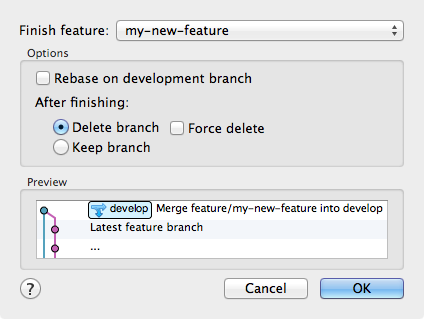 Finish feature: my-new-feature
Options
Rebase on development branch
After finishing:
Delete branch Force delete
Keep branch
Preview
develop Merge feature/my-new-feature into develop
Latest feature branch
...
? Cancel OK